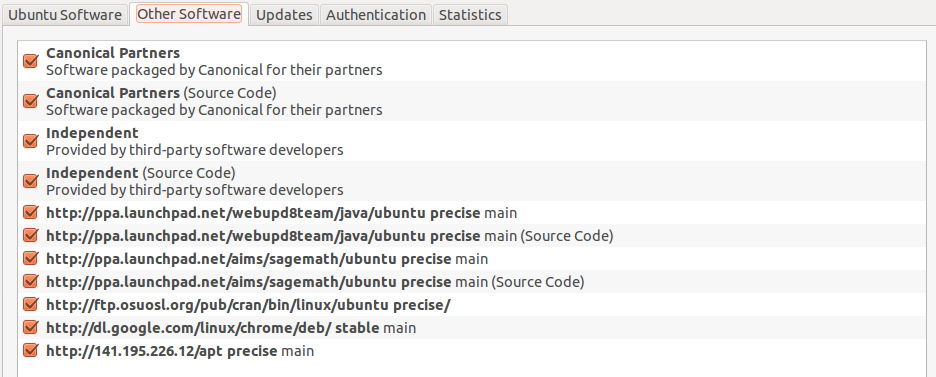 Ubuntu Software Other Software Updates Authentication Statistics
Canonical Partners
Software packaged by Canonical for their partners
Canonical Partners (Source Code)
Software packaged by Canonical for their partners
Independent
Provided by third-party software developers
Independent (Source Code)
Provided by third-party software developers
http://ppa.launchpad.net/webupd8team/java/ubuntu precise main
http://ppa.launchpad.net/webupd8team/java/ubuntu precise main (Source Code)
http://ppa.launchpad.net/aims/sagemath/ubuntu precise main
http://ppa.launchpad.net/aims/sagemath/ubuntu precise main (Source Code)
http://ftp.osuosl.org/pub/cran/bin/linux/ubuntu precise/
http://dl.google.com/linux/chrome/deb/ stable main
http://141.195.226.12/apt precise main